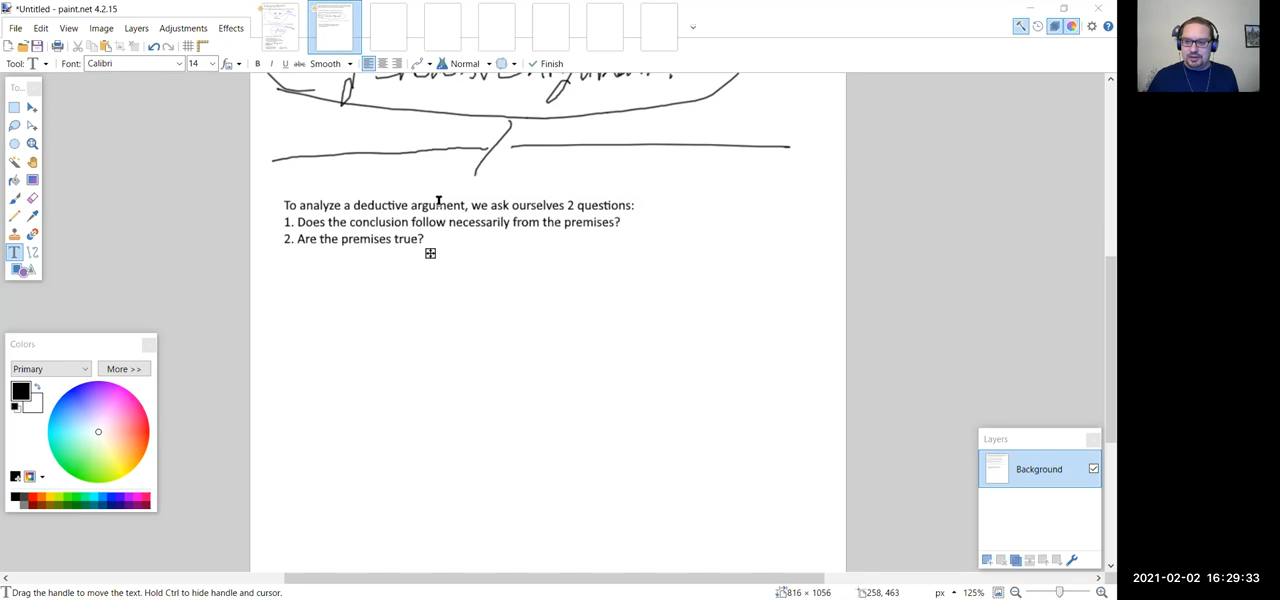 *Untitled - paint.net 4.2.15
File Edit View Image Layers Adjustments Effects
Tool: T Font: Calibri 14 fx B I U abc Smooth Normal Finish
To...
To analyze a deductive argument, we ask ourselves 2 questions:
1. Does the conclusion follow necessarily from the premises?
2. Are the premises true?
Colors
Primary More >>
Layers
Background
2021-02-02 16:29:33
Drag the handle to move the text. Hold Ctrl to hide handle and cursor. 816 × 1056 258, 463 px 125%